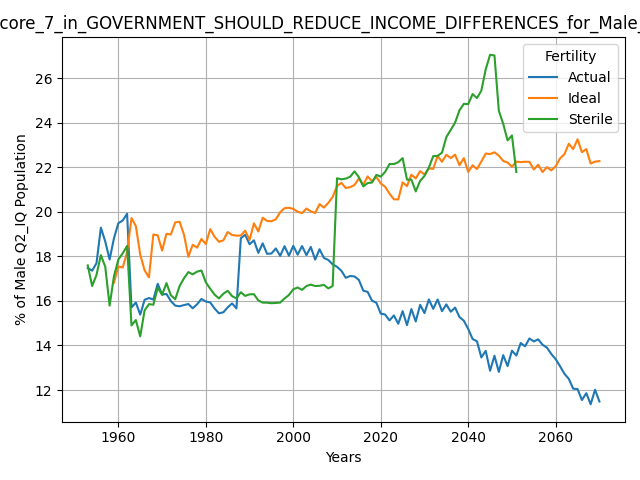 core_7_in_GOVERNMENT_SHOULD_REDUCE_INCOME_DIFFERENCES_for_Male_
Fertility
Actual
Ideal
Sterile
% of Male Q2_IQ Population
26
24
22
20
18
16
14
12
1960 1980 2000 2020 2040 2060
Years